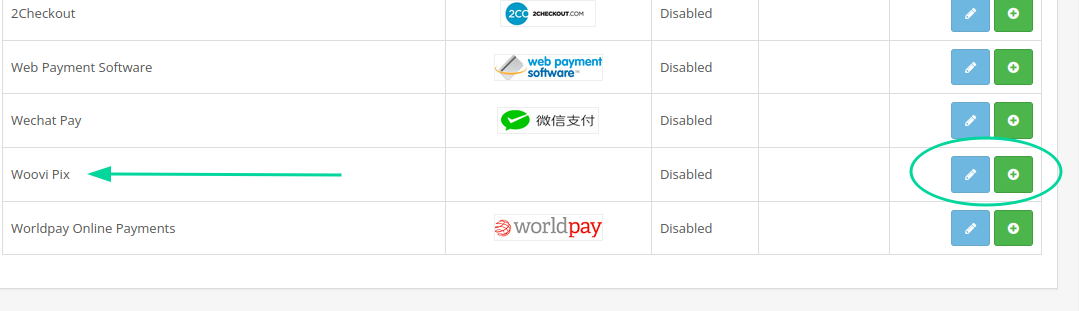 2Checkout
2CO 2CHECKOUT.COM
Disabled
Web Payment Software
web payment
software™
Disabled
Wechat Pay
微信支付
Disabled
Woovi Pix
Disabled
Worldpay Online Payments
worldpay
Disabled